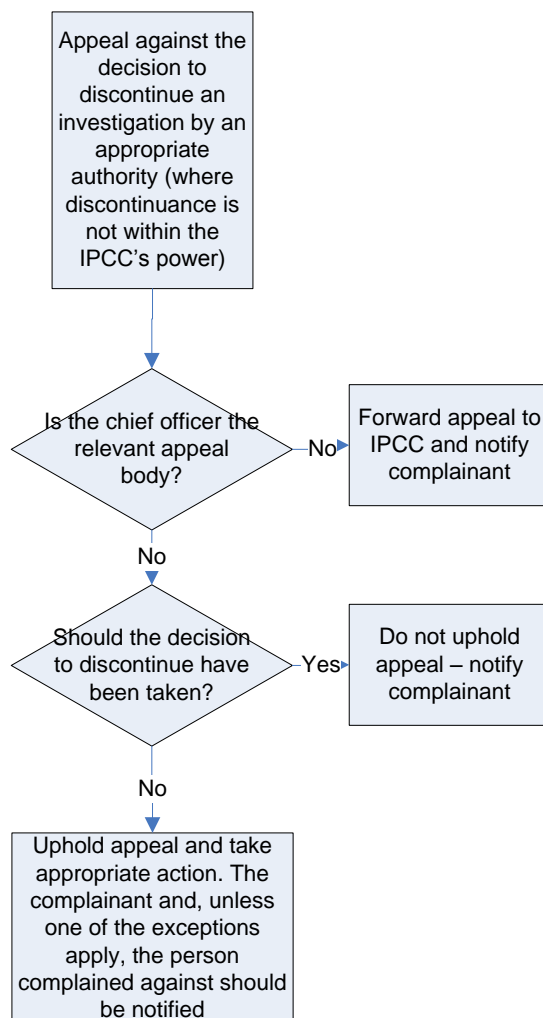 Appeal against the
decision to
discontinue an
investigation by an
appropriate
authority (where
discontinuance is
not within the
IPCC’s power)
Is the chief officer the
relevant appeal
body?
No
Forward appeal to
IPCC and notify
complainant
No
Should the decision
to discontinue have
been taken?
Yes
Do not uphold
appeal – notify
complainant
No
Uphold appeal and take
appropriate action. The
complainant and, unless
one of the exceptions
apply, the person
complained against should
be notified